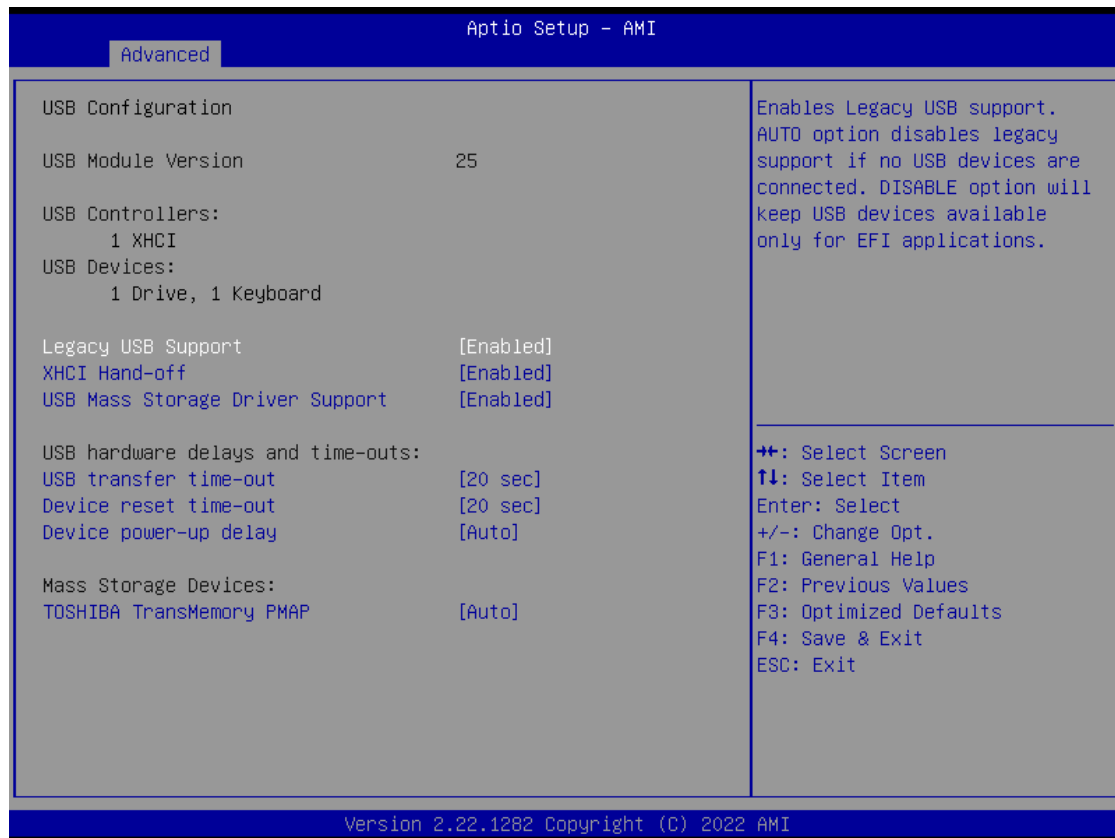 Aptio Setup – AMI
Advanced
USB Configuration
USB Module Version 25
USB Controllers:
1 XHCI
USB Devices:
1 Drive, 1 Keyboard
Legacy USB Support [Enabled]
XHCI Hand-off [Enabled]
USB Mass Storage Driver Support [Enabled]
USB hardware delays and time-outs:
USB transfer time-out [20 sec]
Device reset time-out [20 sec]
Device power-up delay [Auto]
Mass Storage Devices:
TOSHIBA TransMemory PMAP [Auto]
Enables Legacy USB support.
AUTO option disables legacy
support if no USB devices are
connected. DISABLE option will
keep USB devices available
only for EFI applications.
→←: Select Screen
↑↓: Select Item
Enter: Select
+/-: Change Opt.
F1: General Help
F2: Previous Values
F3: Optimized Defaults
F4: Save & Exit
ESC: Exit
Version 2.22.1282 Copyright (C) 2022 AMI